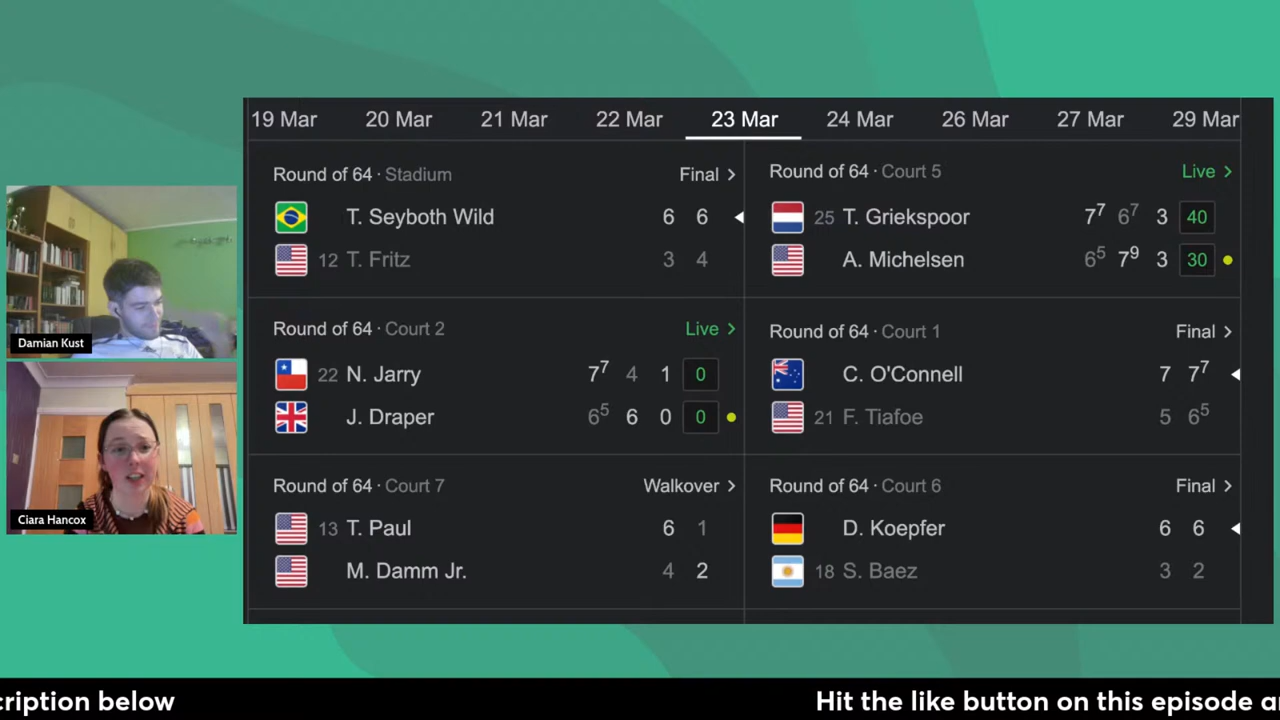 19 Mar 20 Mar 21 Mar 22 Mar 23 Mar 24 Mar 26 Mar 27 Mar 29 Mar
Round of 64 · Stadium Final
T. Seyboth Wild 6 6
12 T. Fritz 3 4
Round of 64 · Court 5 Live
25 T. Griekspoor 7⁷ 6⁷ 3 40
A. Michelsen 6⁵ 7⁹ 3 30
Round of 64 · Court 2 Live
22 N. Jarry 7⁷ 4 1 0
J. Draper 6⁵ 6 0 0
Round of 64 · Court 1 Final
C. O'Connell 7 7⁷
21 F. Tiafoe 5 6⁵
Round of 64 · Court 7 Walkover
13 T. Paul 6 1
M. Damm Jr. 4 2
Round of 64 · Court 6 Final
D. Koepfer 6 6
18 S. Baez 3 2
Damian Kust
Ciara Hancox
cription below Hit the like button on this episode a